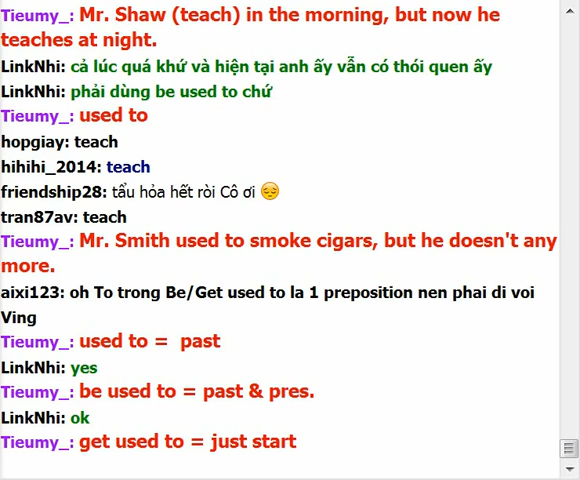 Tieumy_: Mr. Shaw (teach) in the morning, but now he
teaches at night.
LinkNhi: cả lúc quá khứ và hiện tại anh ấy vẫn có thói quen ấy
LinkNhi: phải dùng be used to chứ
Tieumy_: used to
hopgiay: teach
hihihi_2014: teach
friendship28: tẩu hỏa hết ròi Cô ơi 😔
tran87av: teach
Tieumy_: Mr. Smith used to smoke cigars, but he doesn't any
more.
aixi123: oh To trong Be/Get used to la 1 preposition nen phai di voi
Ving
Tieumy_: used to =  past
LinkNhi: yes
Tieumy_: be used to = past & pres.
LinkNhi: ok
Tieumy_: get used to = just start